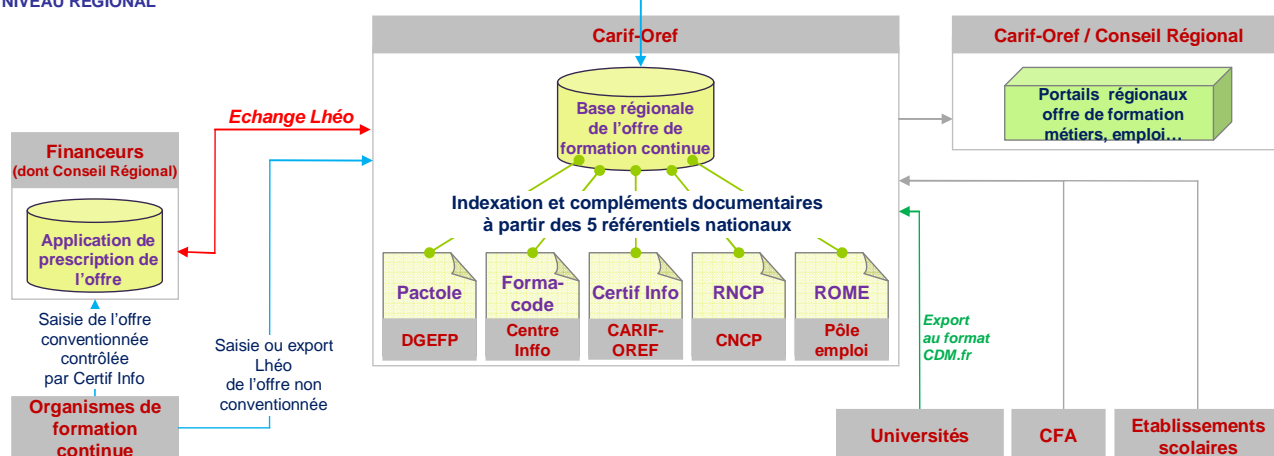 NIVEAU REGIONAL
Carif-Oref
Carif-Oref / Conseil Régional
Base régionale
de l'offre de
formation continue
Portails régionaux
offre de formation
métiers, emploi…
Echange Lhéo
Financeurs
(dont Conseil Régional)
Application de
prescription de
l'offre
Indexation et compléments documentaires
à partir des 5 référentiels nationaux
Pactole
Forma-
code
Certif Info
RNCP
ROME
DGEFP
Centre
Inffo
CARIF-
OREF
CNCP
Pôle
emploi
Saisie de l'offre
conventionnée
contrôlée
par Certif Info
Saisie ou export
Lhéo
de l'offre non
conventionnée
Export
au format
CDM.fr
Organismes de
formation
continue
Universités
CFA
Etablissements
scolaires